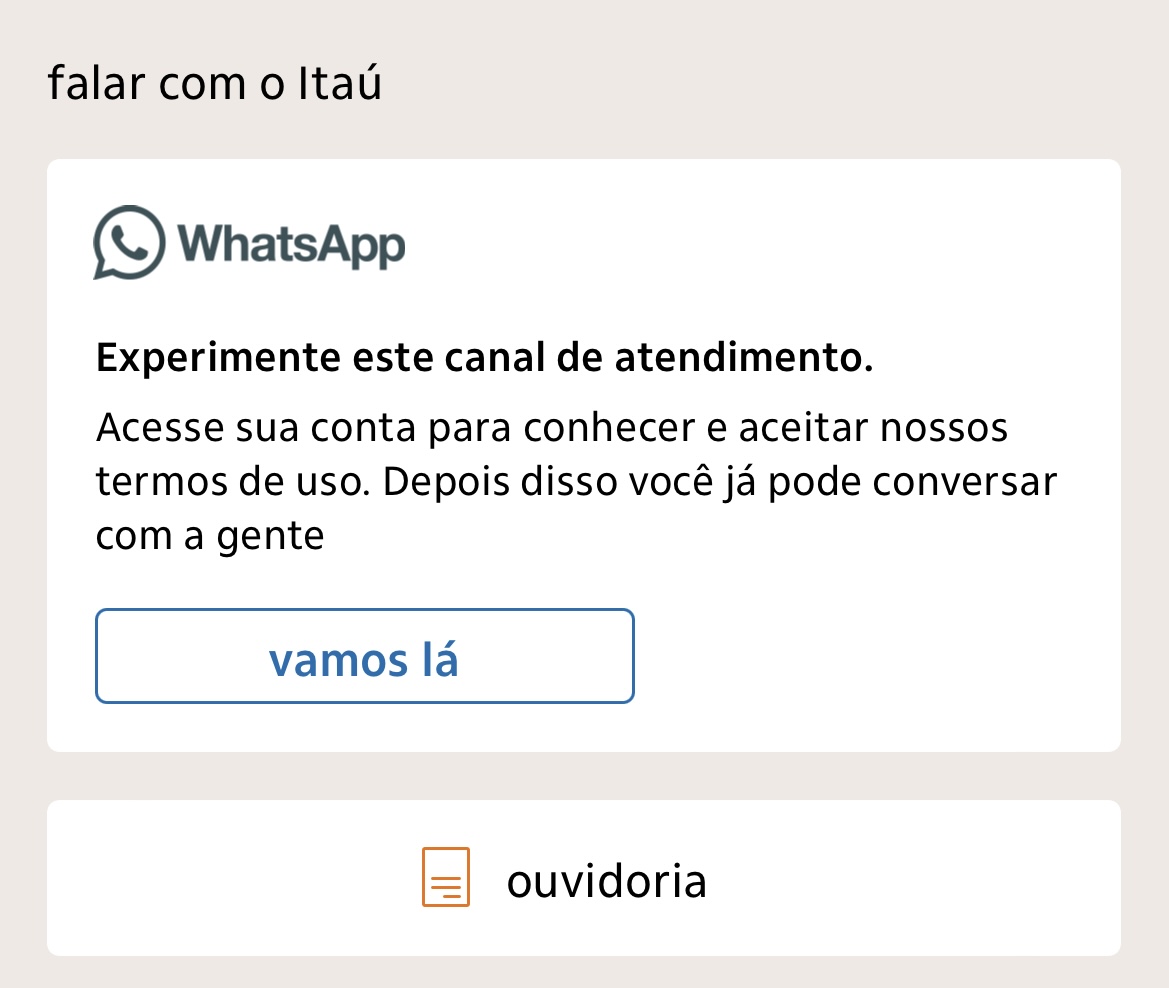 falar com o Itaú
WhatsApp
Experimente este canal de atendimento.
Acesse sua conta para conhecer e aceitar nossos
termos de uso. Depois disso você já pode conversar
com a gente
vamos lá
ouvidoria